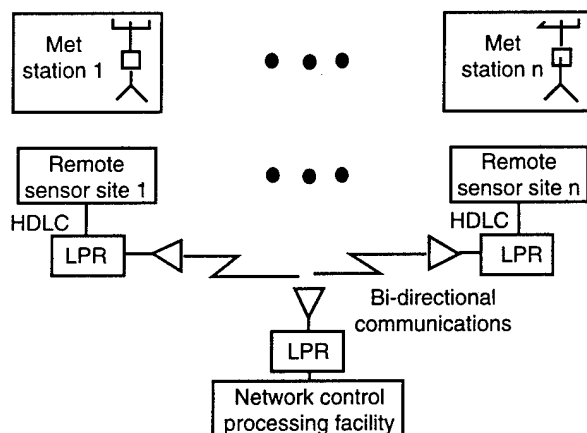 Met
station 1
Met
station n
Remote
sensor site 1
Remote
sensor site n
HDLC
HDLC
LPR
LPR
Bi-directional
communications
LPR
Network control
processing facility